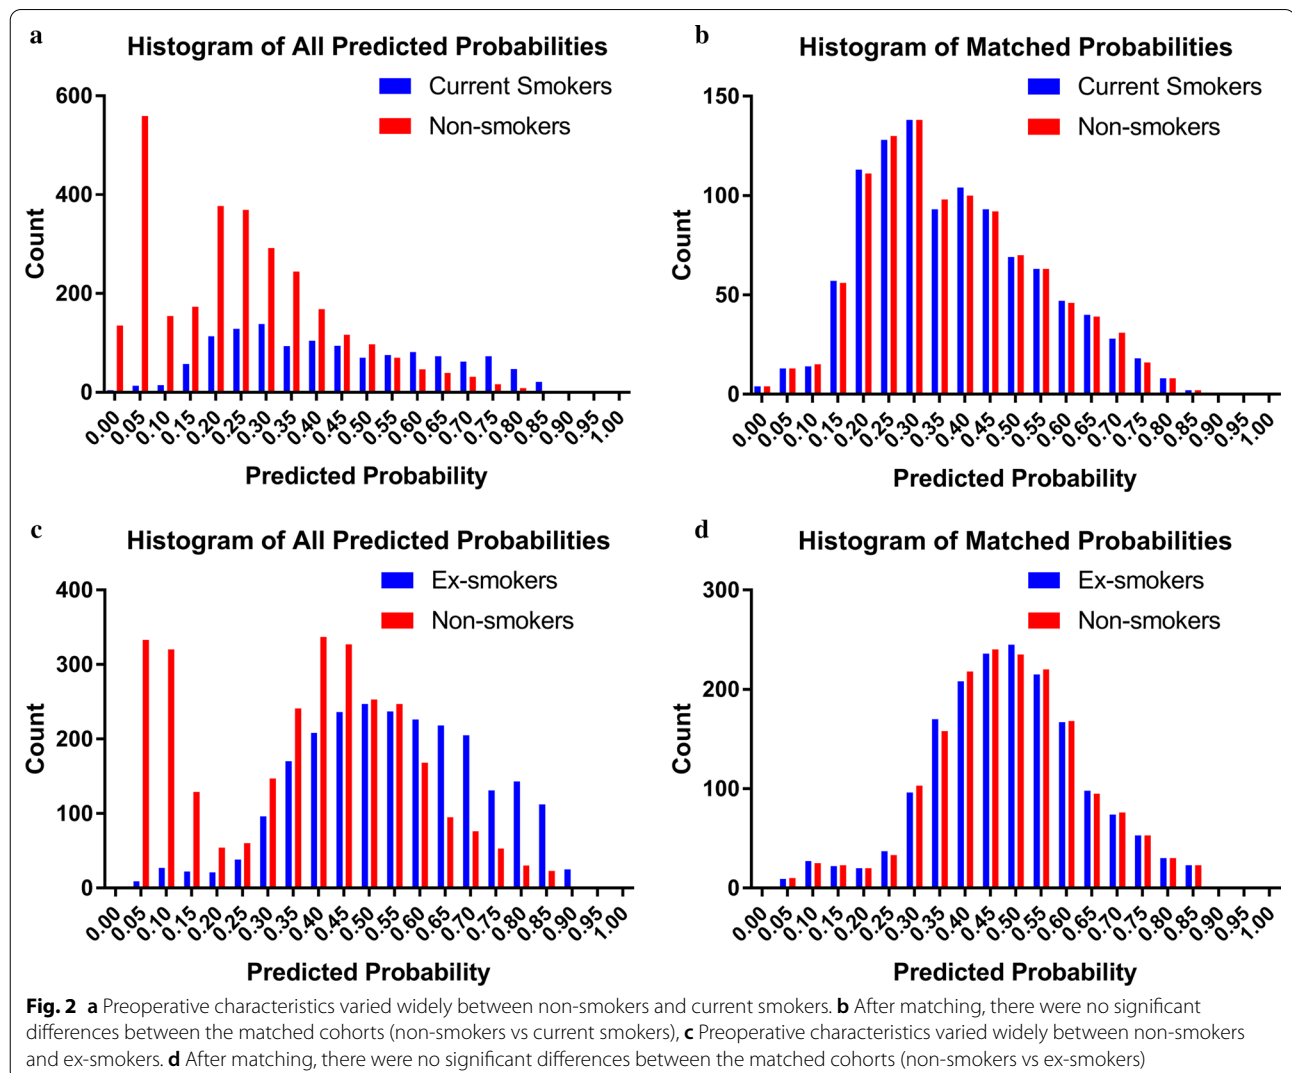 a
Histogram of All Predicted Probabilities
Current Smokers
Non-smokers
600
400
200
0
Count
0.00 0.05 0.10 0.15 0.20 0.25 0.30 0.35 0.40 0.45 0.50 0.55 0.60 0.65 0.70 0.75 0.80 0.85 0.90 0.95 1.00
Predicted Probability
b
Histogram of Matched Probabilities
Current Smokers
Non-smokers
150
100
50
0
Count
0.00 0.05 0.10 0.15 0.20 0.25 0.30 0.35 0.40 0.45 0.50 0.55 0.60 0.65 0.70 0.75 0.80 0.85 0.90 0.95 1.00
Predicted Probability
c
Histogram of All Predicted Probabilities
Ex-smokers
Non-smokers
400
300
200
100
0
Count
0.00 0.05 0.10 0.15 0.20 0.25 0.30 0.35 0.40 0.45 0.50 0.55 0.60 0.65 0.70 0.75 0.80 0.85 0.90 0.95 1.00
Predicted Probability
d
Histogram of Matched Probabilities
Ex-smokers
Non-smokers
300
200
100
0
Count
0.00 0.05 0.10 0.15 0.20 0.25 0.30 0.35 0.40 0.45 0.50 0.55 0.60 0.65 0.70 0.75 0.80 0.85 0.90 0.95 1.00
Predicted Probability
Fig. 2 a Preoperative characteristics varied widely between non-smokers and current smokers. b After matching, there were no significant
differences between the matched cohorts (non-smokers vs current smokers), c Preoperative characteristics varied widely between non-smokers
and ex-smokers. d After matching, there were no significant differences between the matched cohorts (non-smokers vs ex-smokers)